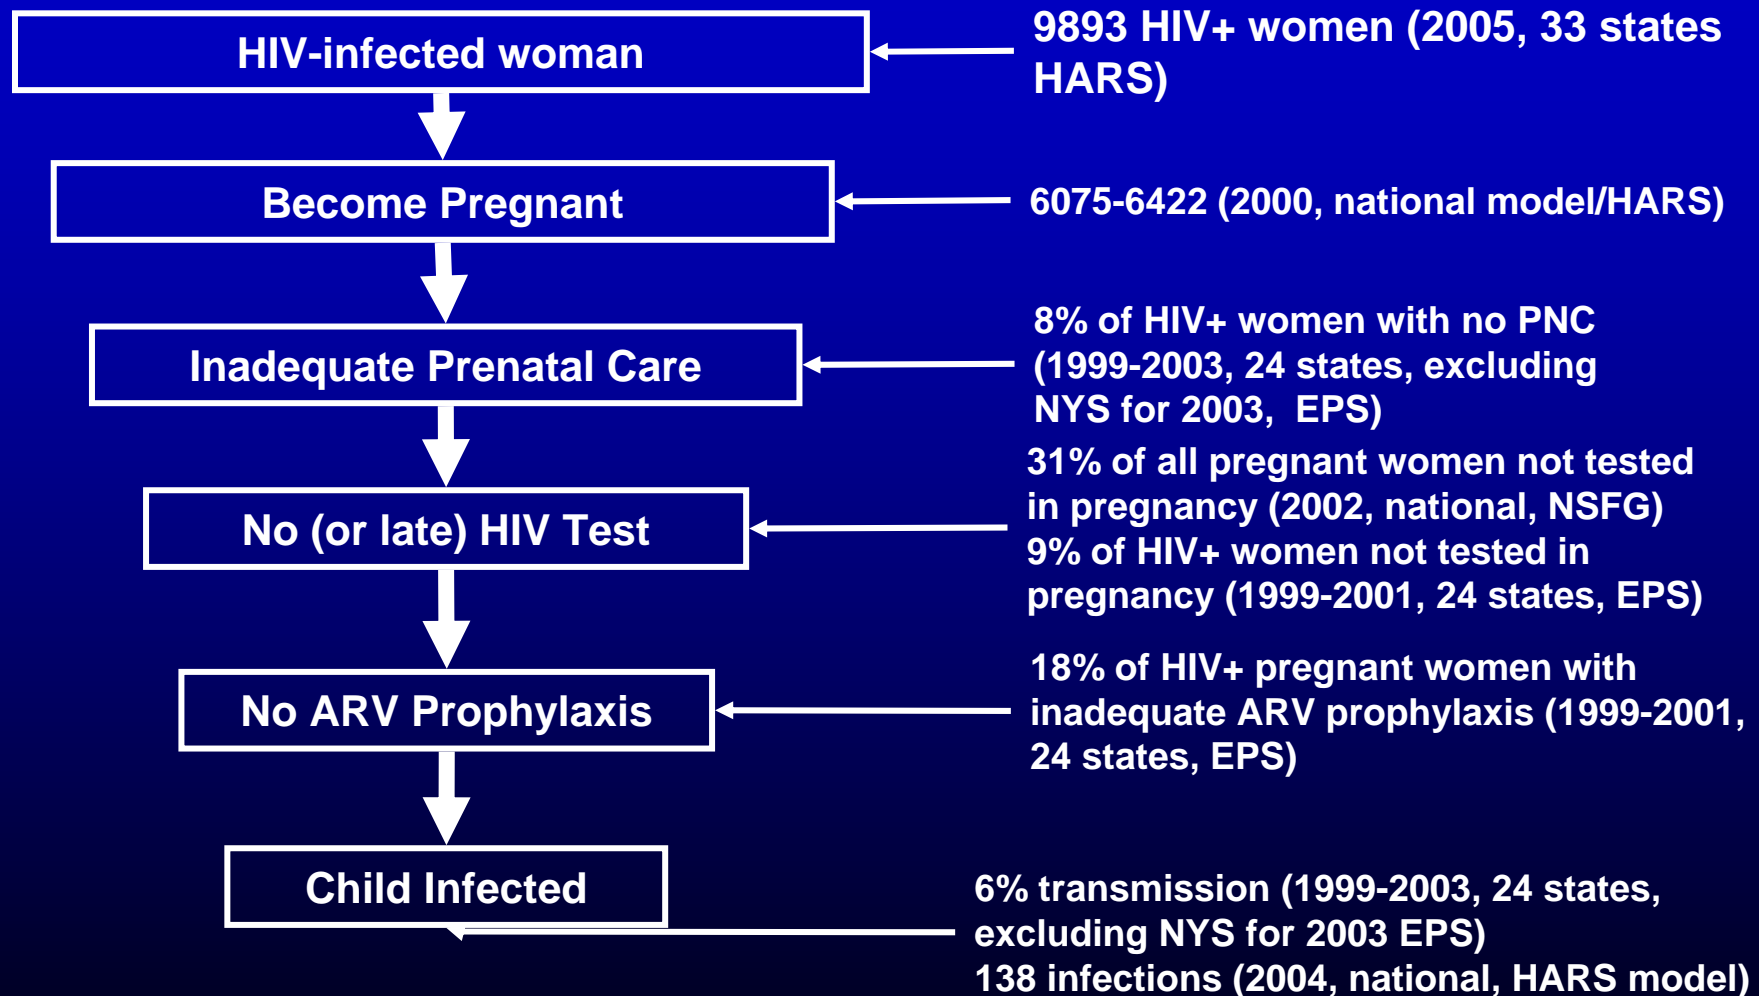 HIV-infected woman
9893 HIV+ women (2005, 33 states
HARS)
Become Pregnant
6075-6422 (2000, national model/HARS)
Inadequate Prenatal Care
8% of HIV+ women with no PNC
(1999-2003, 24 states, excluding
NYS for 2003, EPS)
No (or late) HIV Test
31% of all pregnant women not tested
in pregnancy (2002, national, NSFG)
9% of HIV+ women not tested in
pregnancy (1999-2001, 24 states, EPS)
No ARV Prophylaxis
18% of HIV+ pregnant women with
inadequate ARV prophylaxis (1999-2001,
24 states, EPS)
Child Infected
6% transmission (1999-2003, 24 states,
excluding NYS for 2003 EPS)
138 infections (2004, national, HARS model)